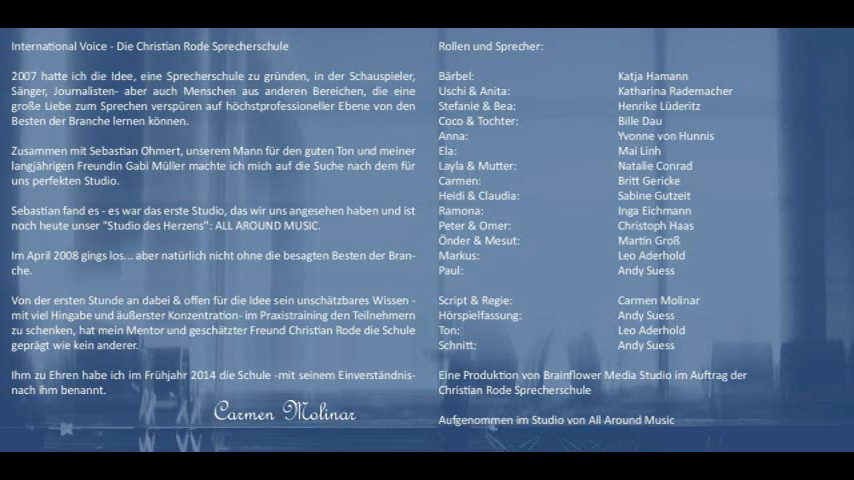 International Voice - Die Christian Rode Sprecherschule
2007 hatte ich die Idee, eine Sprecherschule zu gründen, in der Schauspieler,
Sänger, Journalisten- aber auch Menschen aus anderen Bereichen, die eine
große Liebe zum Sprechen verspüren auf höchstprofessioneller Ebene von den
Besten der Branche lernen können.
Zusammen mit Sebastian Ohmert, unserem Mann für den guten Ton und meiner
langjährigen Freundin Gabi Müller machte ich mich auf die Suche nach dem für
uns perfekten Studio.
Sebastian fand es - es war das erste Studio, das wir uns angesehen haben und ist
noch heute unser "Studio des Herzens": ALL AROUND MUSIC.
Im April 2008 gings los... aber natürlich nicht ohne die besagten Besten der Bran-
che.
Von der ersten Stunde an dabei & offen für die Idee sein unschätzbares Wissen -
mit viel Hingabe und äußerster Konzentration- im Praxistraining den Teilnehmern
zu schenken, hat mein Mentor und geschätzter Freund Christian Rode die Schule
geprägt wie kein anderer.
Ihm zu Ehren habe ich im Frühjahr 2014 die Schule -mit seinem Einverständnis-
nach ihm benannt.
Carmen Molinar
Rollen und Sprecher:
Bärbel: Katja Hamann
Uschi & Anita: Katharina Rademacher
Stefanie & Bea: Henrike Lüderitz
Coco & Tochter: Bille Dau
Anna: Yvonne von Hunnis
Ela: Mai Linh
Layla & Mutter: Natalie Conrad
Carmen: Britt Gericke
Heidi & Claudia: Sabine Gutzeit
Ramona: Inga Eichmann
Peter & Omer: Christoph Haas
Önder & Mesut: Martin Groß
Markus: Leo Aderhold
Paul: Andy Suess
Script & Regie: Carmen Molinar
Hörspielfassung: Andy Suess
Ton: Leo Aderhold
Schnitt: Andy Suess
Eine Produktion von Brainflower Media Studio im Auftrag der
Christian Rode Sprecherschule
Aufgenommen im Studio von All Around Music